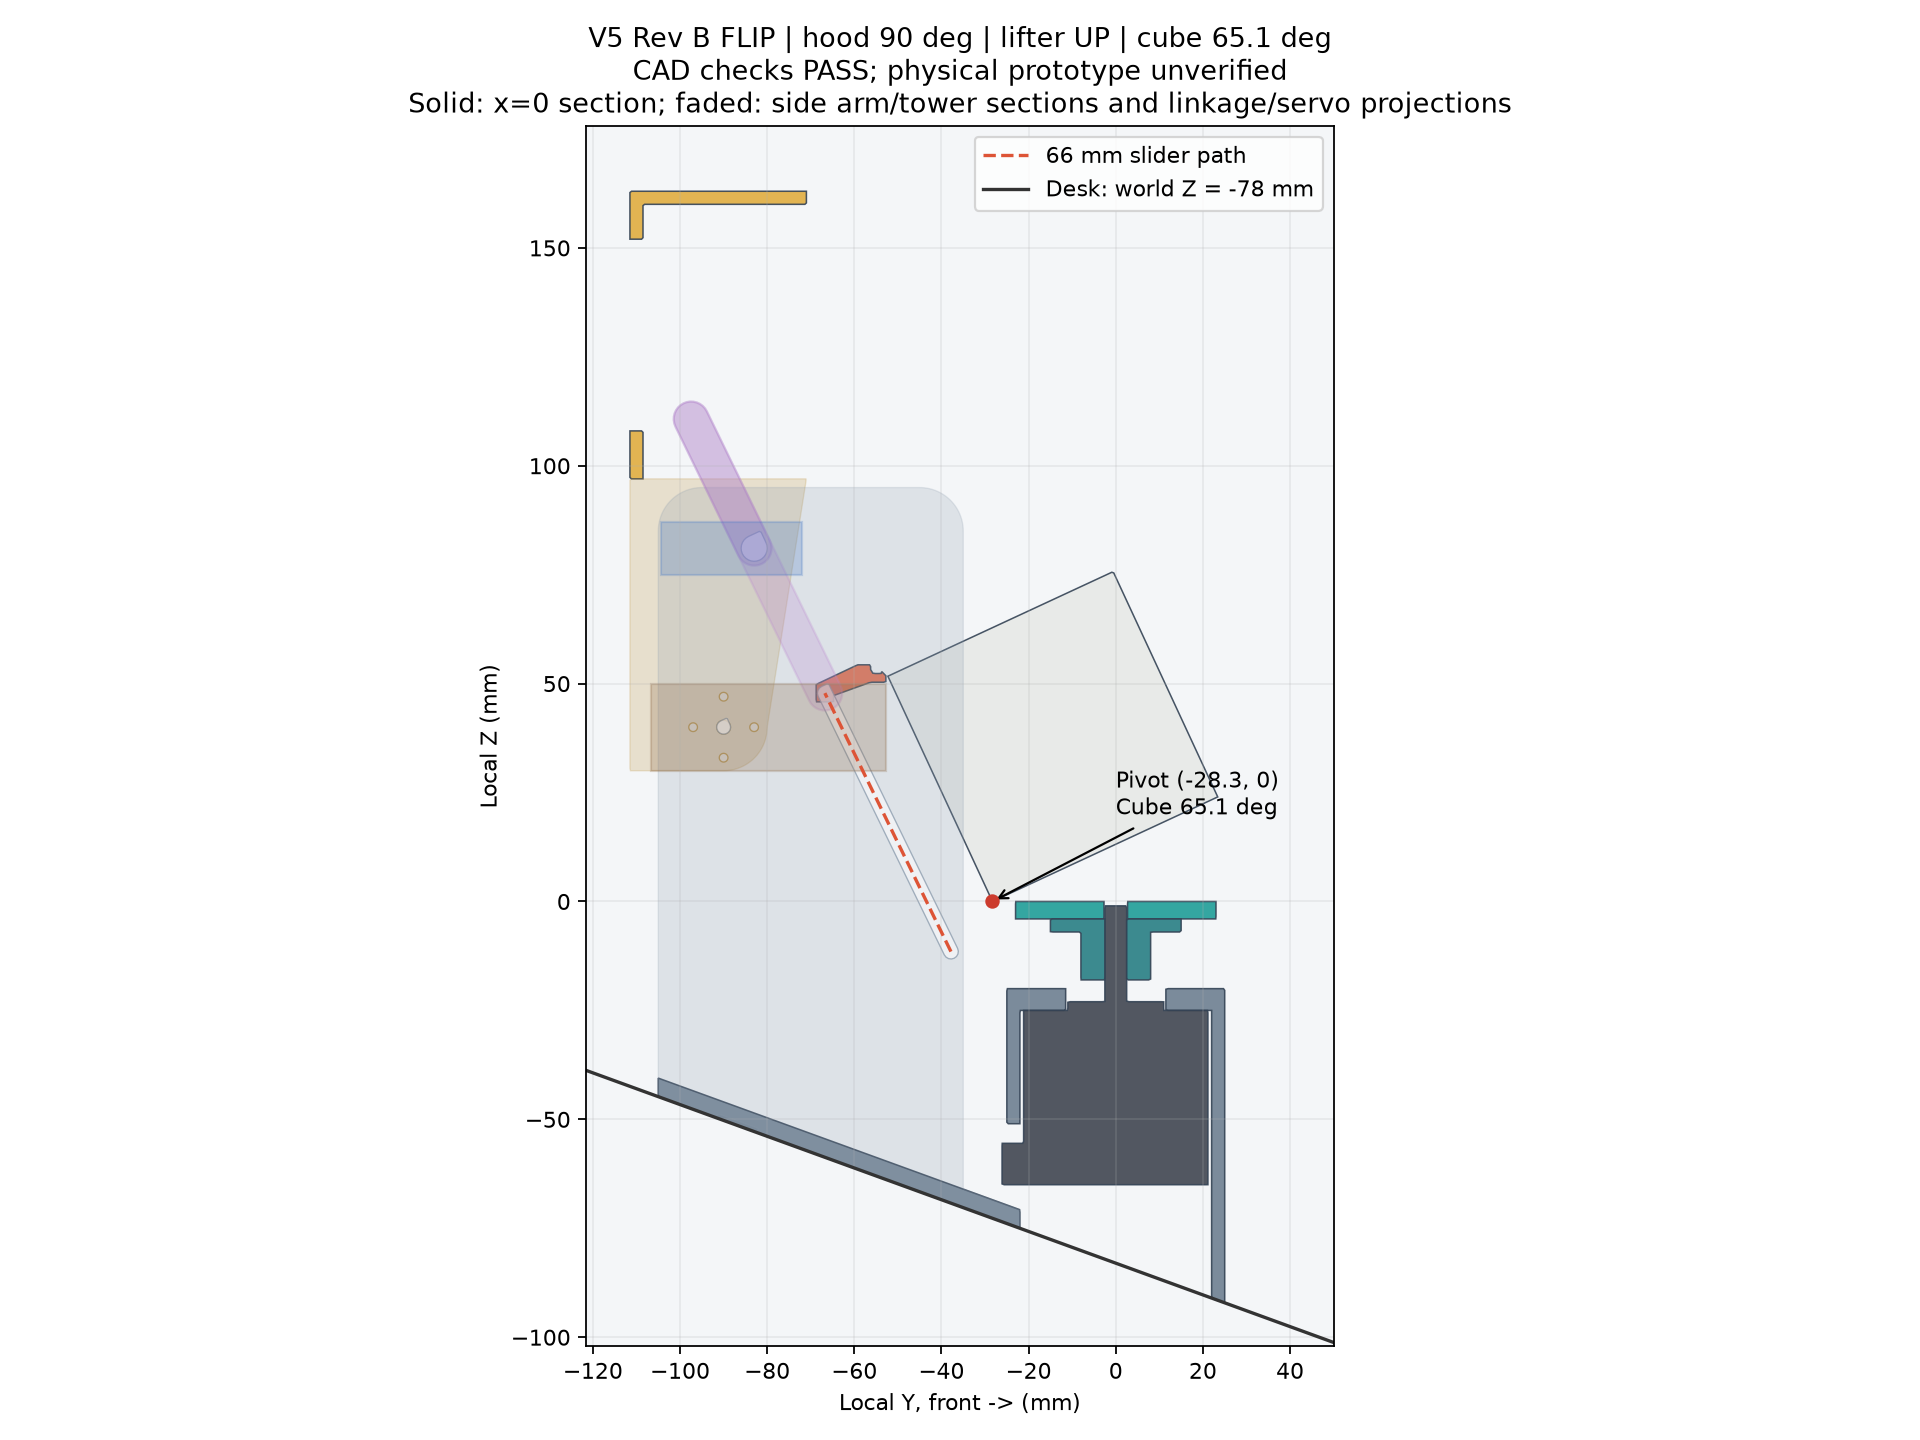 V5 Rev B FLIP | hood 90 deg | lifter UP | cube 65.1 deg
CAD checks PASS; physical prototype unverified
Solid: x=0 section; faded: side arm/tower sections and linkage/servo projections
66 mm slider path
Desk: world Z = -78 mm
150
100
50
0
−50
−100
Local Z (mm)
Pivot (-28.3, 0)
Cube 65.1 deg
−120
−100
−80
−60
−40
−20
0
20
40
Local Y, front -> (mm)